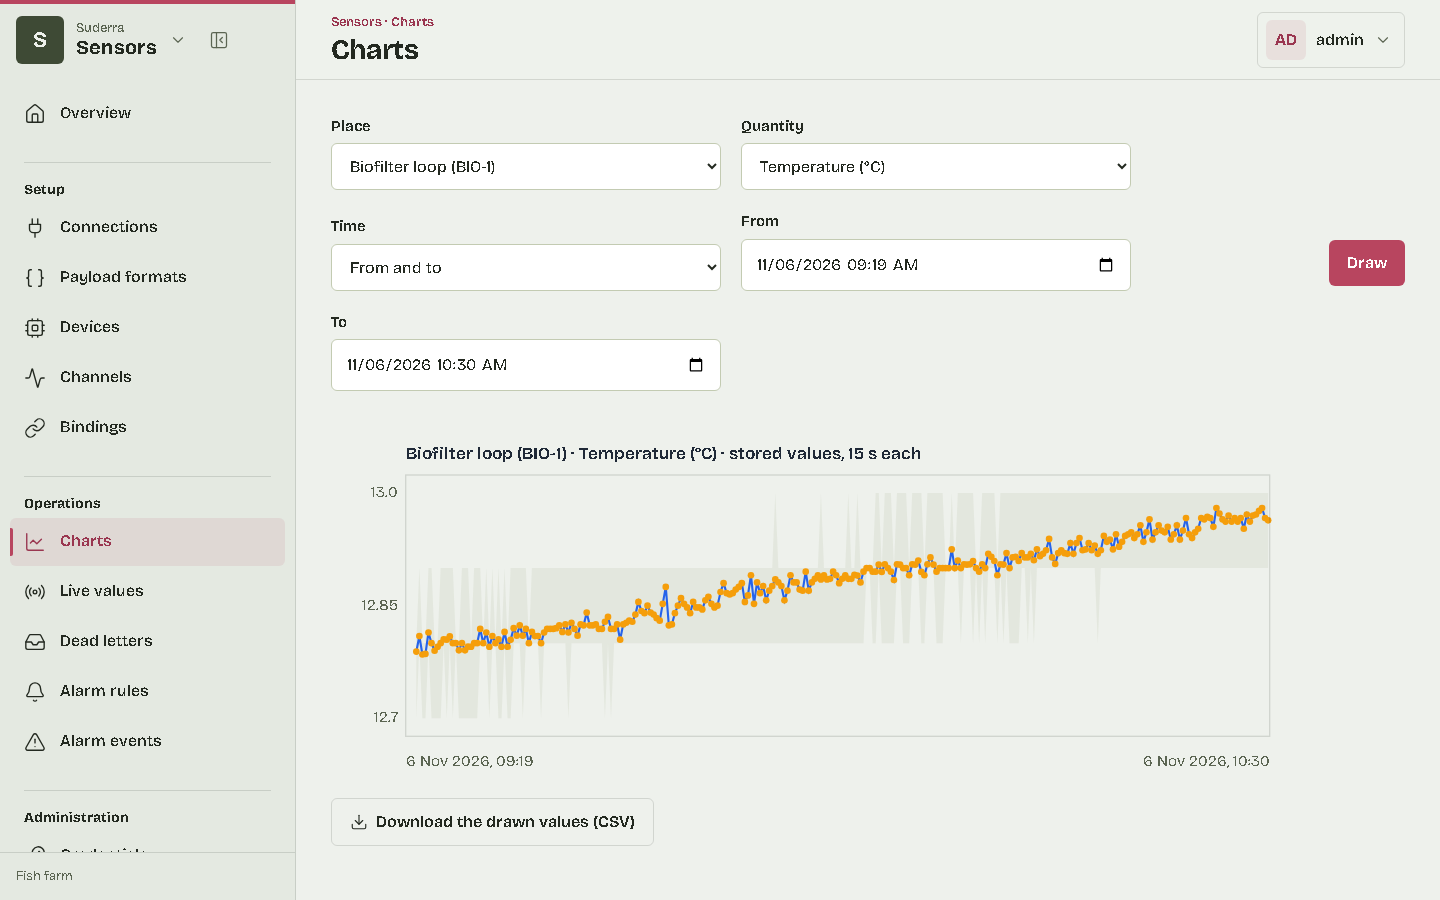 S
Suderra
Sensors
Overview
Setup
Connections
Payload formats
Devices
Channels
Bindings
Operations
Charts
Live values
Dead letters
Alarm rules
Alarm events
Administration
Fish farm
Sensors · Charts
Charts
AD
admin
Place
Biofilter loop (BIO-1)
Quantity
Temperature (°C)
Time
From and to
From
11/06/2026 09:19 AM
Draw
To
11/06/2026 10:30 AM
Biofilter loop (BIO-1) · Temperature (°C) · stored values, 15 s each
13.0
12.85
12.7
6 Nov 2026, 09:19
6 Nov 2026, 10:30
Download the drawn values (CSV)